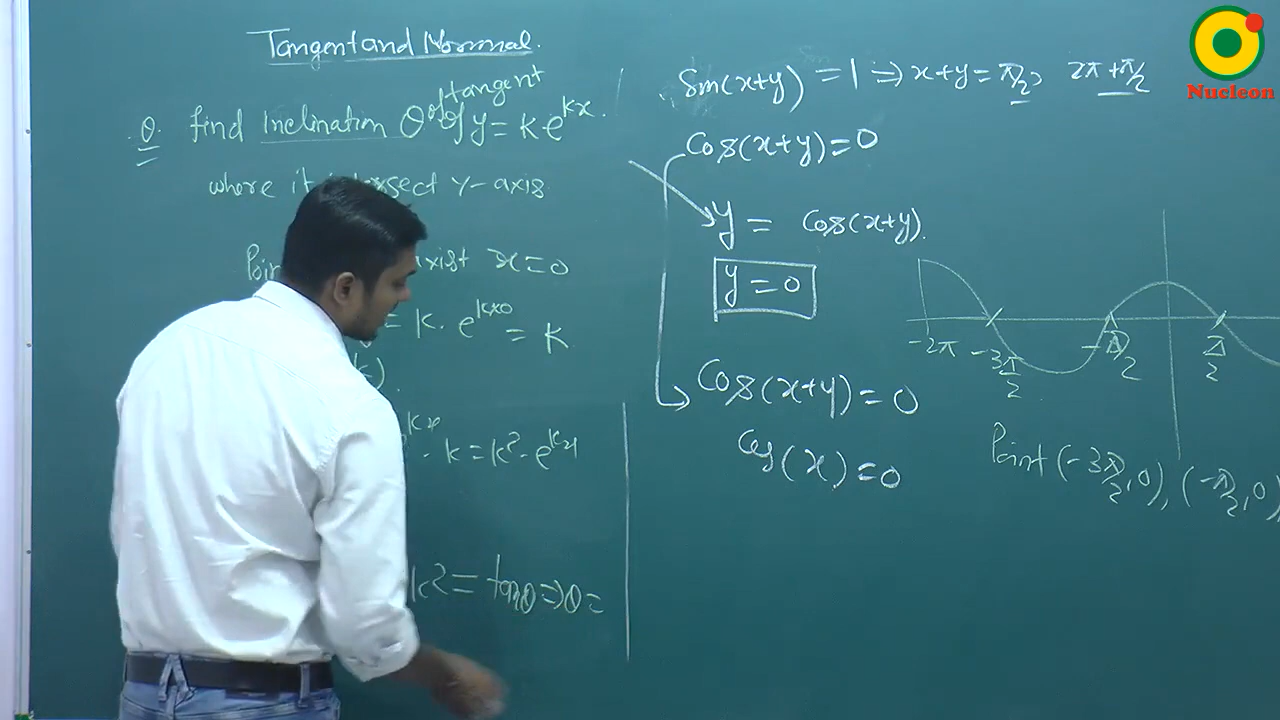 Tangent and Normal.
Q. find Inclination θ of tangent of y = k·e^{kx}.
where it intersect y-axis
x = 0
= k·e^{k×0} = k
k).
· k = k²·e^{kx}
k² = tanθ ⇒ θ =
Sin(x+y) = 1 ⇒ x+y = π/2, 2π+π/2
Cos(x+y) = 0
y = Cos(x+y).
y = 0
Cos(x+y) = 0
Cos(x) = 0
-2π -3π/2 -π/2 π/2
Point (-3π/2, 0), (-π/2, 0)
Nucleon